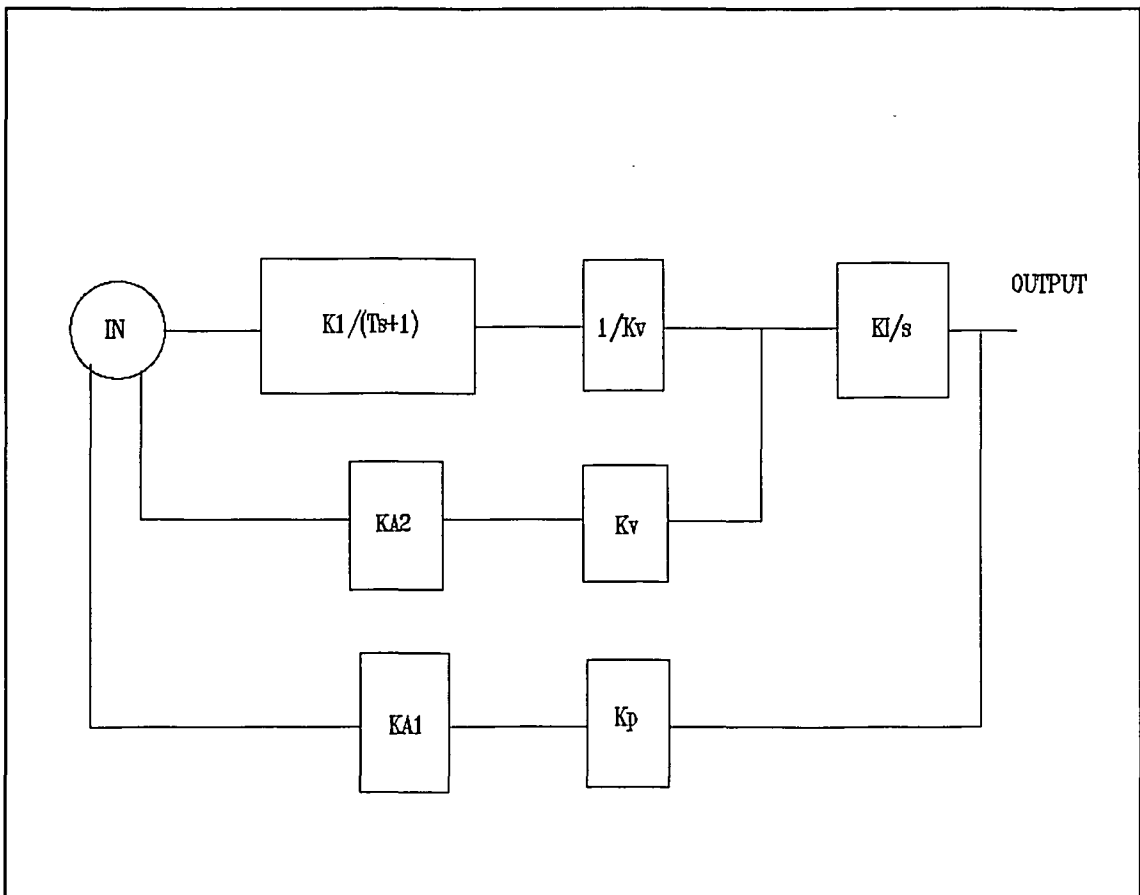 OUTPUT
IN
K1/(Ts+1)
1/Kv
KI/s
KA2
Kv
KA1
Kp